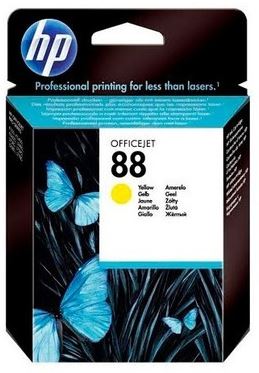 hp
Professional printing for less than lasers.¹
OFFICEJET
88
Yellow Amarelo
Gelb Geel
Jaune Żółty
Amarillo Žlutá
Giallo Жёлтый